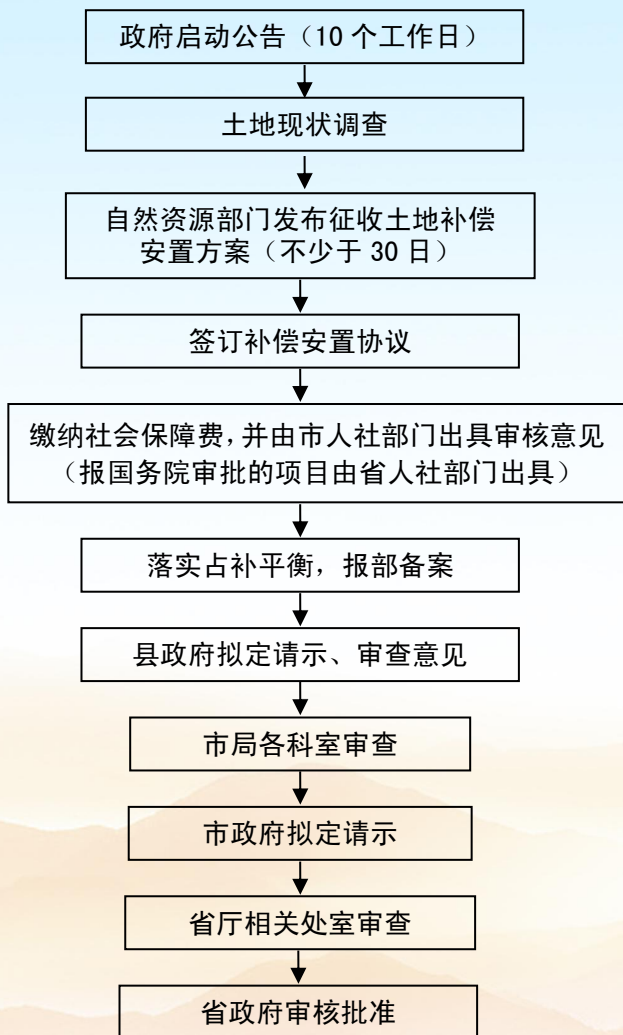 政府启动公告（10 个工作日）
土地现状调查
自然资源部门发布征收土地补偿
安置方案（不少于 30 日）
签订补偿安置协议
缴纳社会保障费，并由市人社部门出具审核意见
（报国务院审批的项目由省人社部门出具）
落实占补平衡，报部备案
县政府拟定请示、审查意见
市局各科室审查
市政府拟定请示
省厅相关处室审查
省政府审核批准